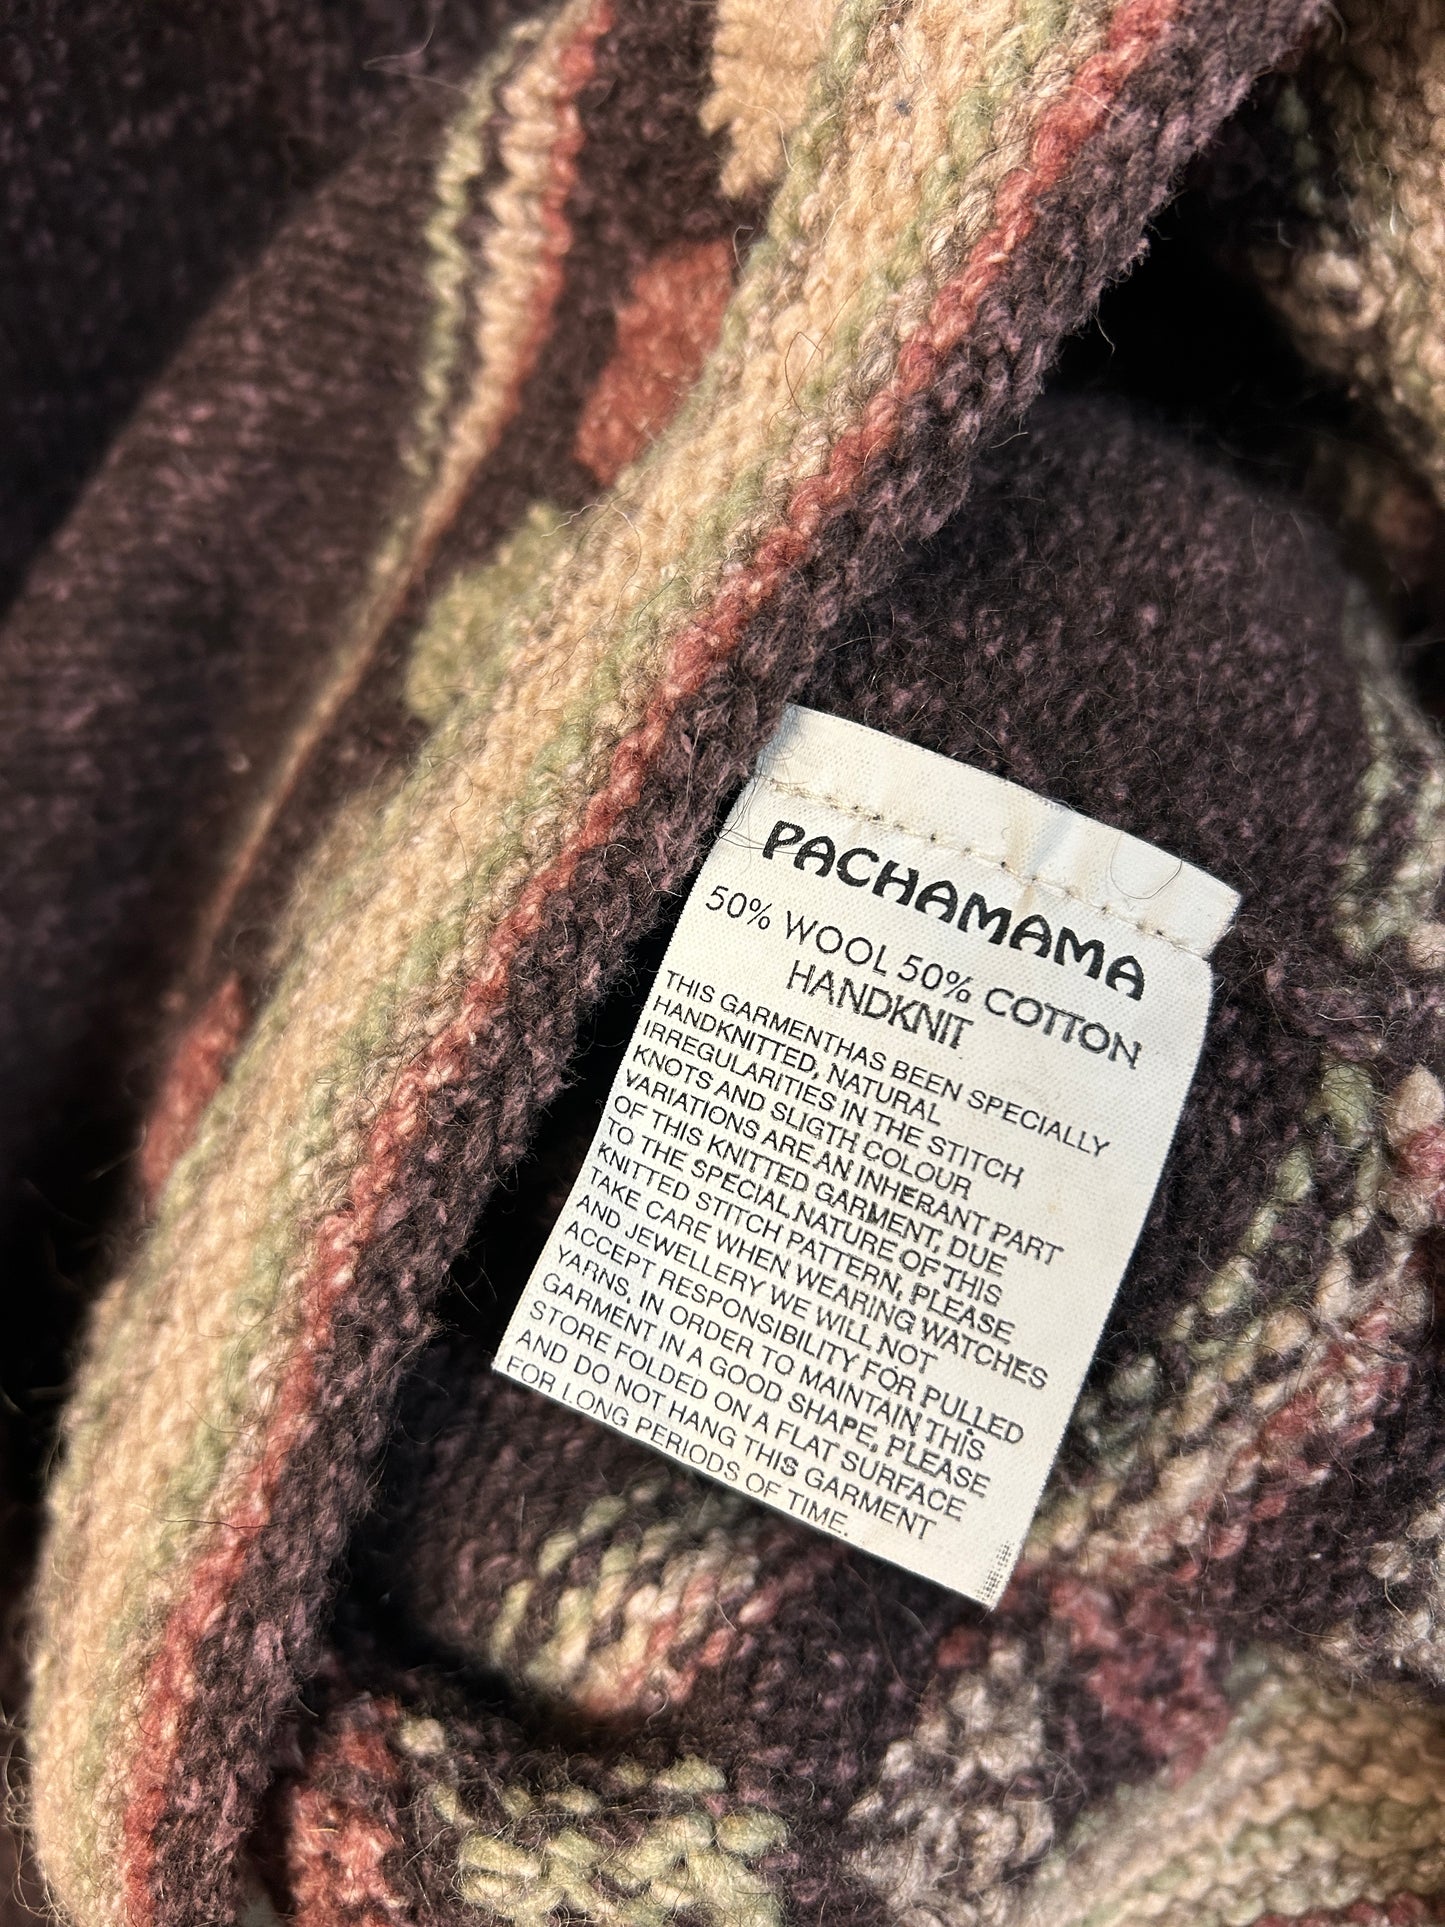 PACHAMAMA
50% WOOL 50% COTTON
HANDKNIT
THIS GARMENTHAS BEEN SPECIALLY
HANDKNITTED, NATURAL
IRREGULARITIES IN THE STITCH
KNOTS AND SLIGTH COLOUR
VARIATIONS ARE AN INHERANT PART
OF THIS KNITTED GARMENT, DUE
TO THE SPECIAL NATURE OF THIS
KNITTED STITCH PATTERN, PLEASE
TAKE CARE WHEN WEARING WATCHES
AND JEWELLERY WE WILL NOT
ACCEPT RESPONSIBILITY FOR PULLED
YARNS, IN ORDER TO MAINTAIN THIS
GARMENT IN A GOOD SHAPE, PLEASE
STORE FOLDED ON A FLAT SURFACE
AND DO NOT HANG THIS GARMENT
FOR LONG PERIODS OF TIME.